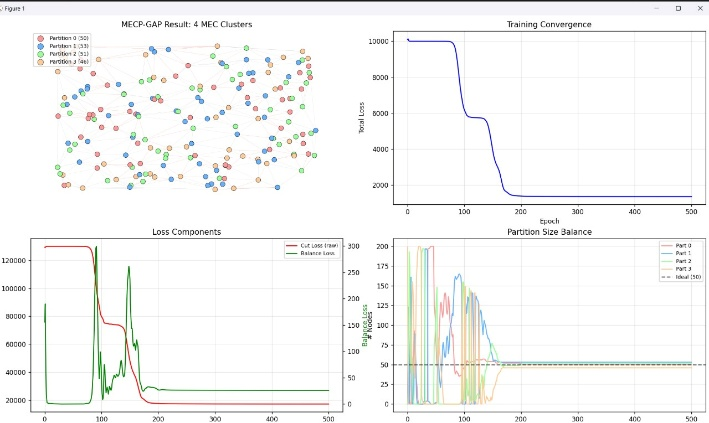 Figure 1
MECP-GAP Result: 4 MEC Clusters
Partition 0 (50)
Partition 1 (53)
Partition 2 (51)
Partition 3 (46)
Training Convergence
10000
8000
6000
4000
2000
Total Loss
0 100 200 300 400 500
Epoch
Loss Components
Cut Loss (raw)
Balance Loss
120000
100000
80000
60000
40000
20000
300
250
200
150
100
50
0
Balance Loss
0 100 200 300 400 500
Partition Size Balance
Part 0
Part 1
Part 2
Part 3
Ideal (50)
200
175
150
125
100
75
50
25
0
# Nodes
0 100 200 300 400 500